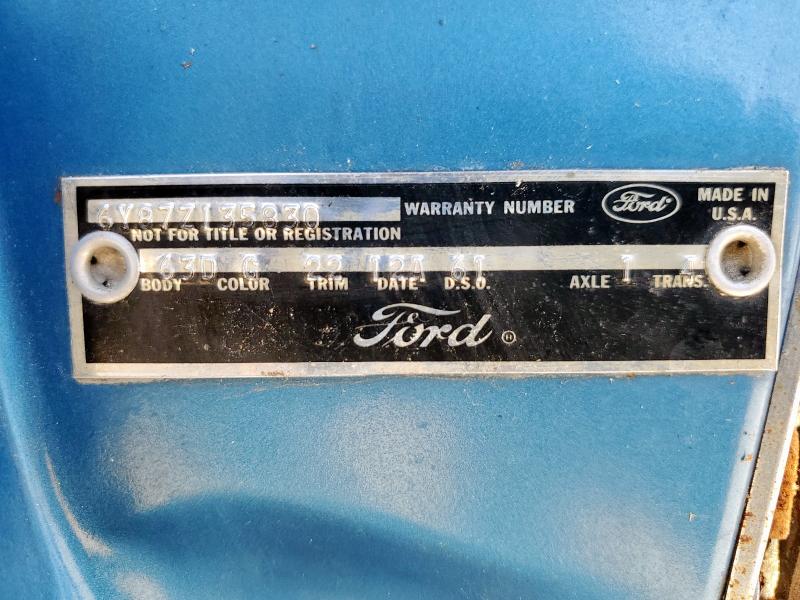 6Y87Z135830 WARRANTY NUMBER Ford MADE IN U.S.A.
NOT FOR TITLE OR REGISTRATION
63D 22 12A 61 1
BODY COLOR TRIM DATE D.S.O. AXLE TRANS
Ford